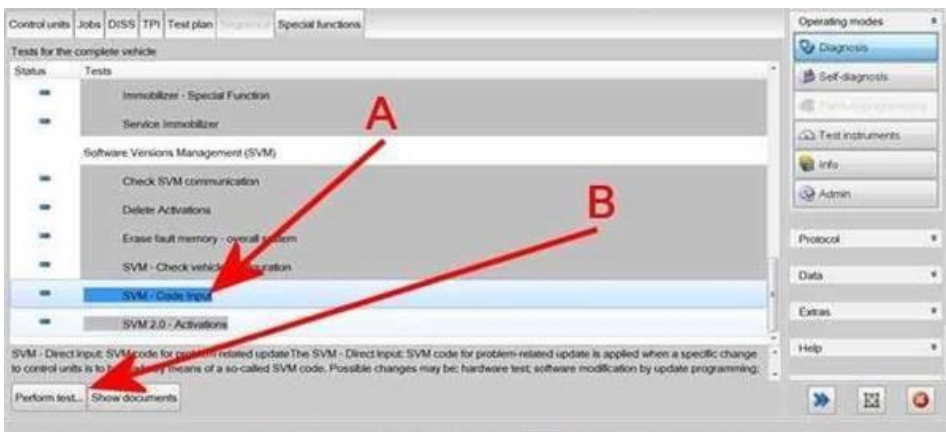 Control units Jobs DISS TPI Test plan Special functions
Operating modes
Tests for the complete vehicle
Status Tests
Immobilizer - Special Function
Service Immobilizer
Software Versions Management (SVM)
Check SVM communication
Delete Activations
Erase fault memory - overall system
SVM - Check vehicle
SVM - Code Input
SVM 2.0 - Activations
SVM - Direct Input: SVM code for problem related updateThe SVM - Direct Input: SVM code for problem-related update is applied when a specific change
to control units is to be by means of a so-called SVM code. Possible changes may be: hardware test; software modification by update programming;
Perform test... Show documents
A
B
Diagnosis
Self-diagnosis
Test instruments
Info
Admin
Protocol
Data
Extras
Help